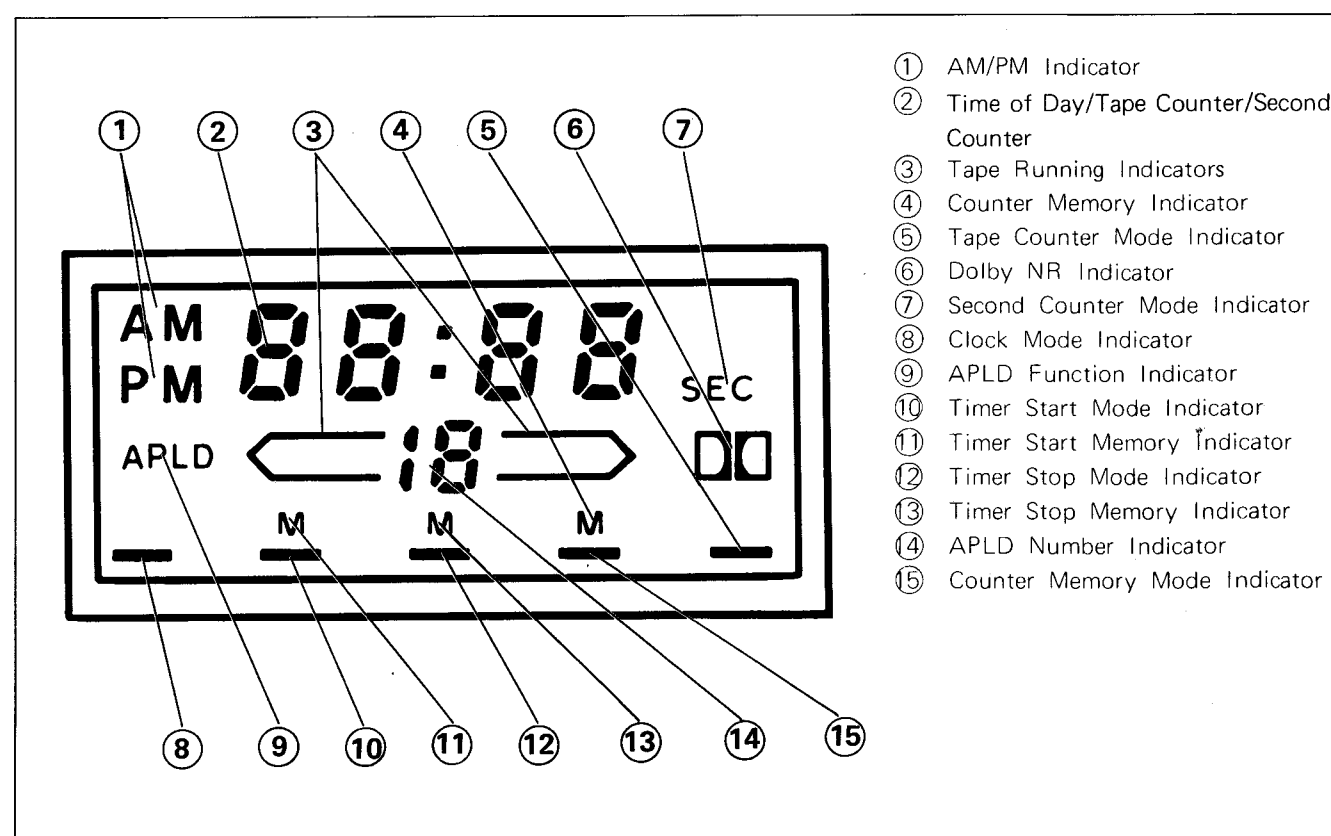 ① AM/PM Indicator
② Time of Day/Tape Counter/Second
Counter
③ Tape Running Indicators
④ Counter Memory Indicator
⑤ Tape Counter Mode Indicator
⑥ Dolby NR Indicator
⑦ Second Counter Mode Indicator
⑧ Clock Mode Indicator
⑨ APLD Function Indicator
⑩ Timer Start Mode Indicator
⑪ Timer Start Memory Indicator
⑫ Timer Stop Mode Indicator
⑬ Timer Stop Memory Indicator
⑭ APLD Number Indicator
⑮ Counter Memory Mode Indicator
① ② ③ ④ ⑤ ⑥ ⑦
AM 88:88
PM SEC
APLD 18
M M M
⑧ ⑨ ⑩ ⑪ ⑫ ⑬ ⑭ ⑮